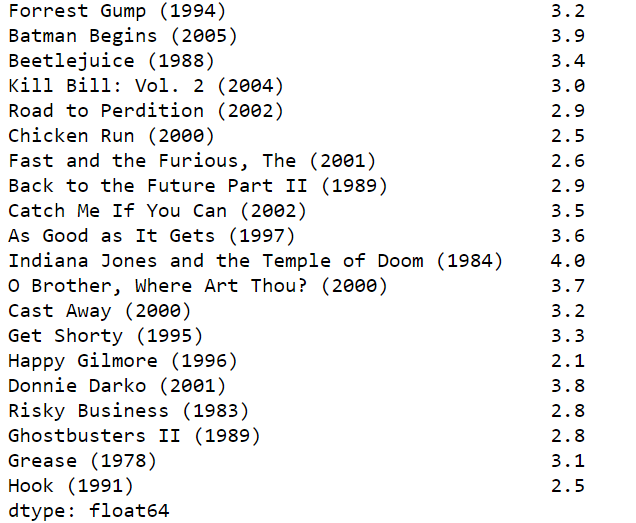 Forrest Gump (1994) 3.2
Batman Begins (2005) 3.9
Beetlejuice (1988) 3.4
Kill Bill: Vol. 2 (2004) 3.0
Road to Perdition (2002) 2.9
Chicken Run (2000) 2.5
Fast and the Furious, The (2001) 2.6
Back to the Future Part II (1989) 2.9
Catch Me If You Can (2002) 3.5
As Good as It Gets (1997) 3.6
Indiana Jones and the Temple of Doom (1984) 4.0
O Brother, Where Art Thou? (2000) 3.7
Cast Away (2000) 3.2
Get Shorty (1995) 3.3
Happy Gilmore (1996) 2.1
Donnie Darko (2001) 3.8
Risky Business (1983) 2.8
Ghostbusters II (1989) 2.8
Grease (1978) 3.1
Hook (1991) 2.5
dtype: float64